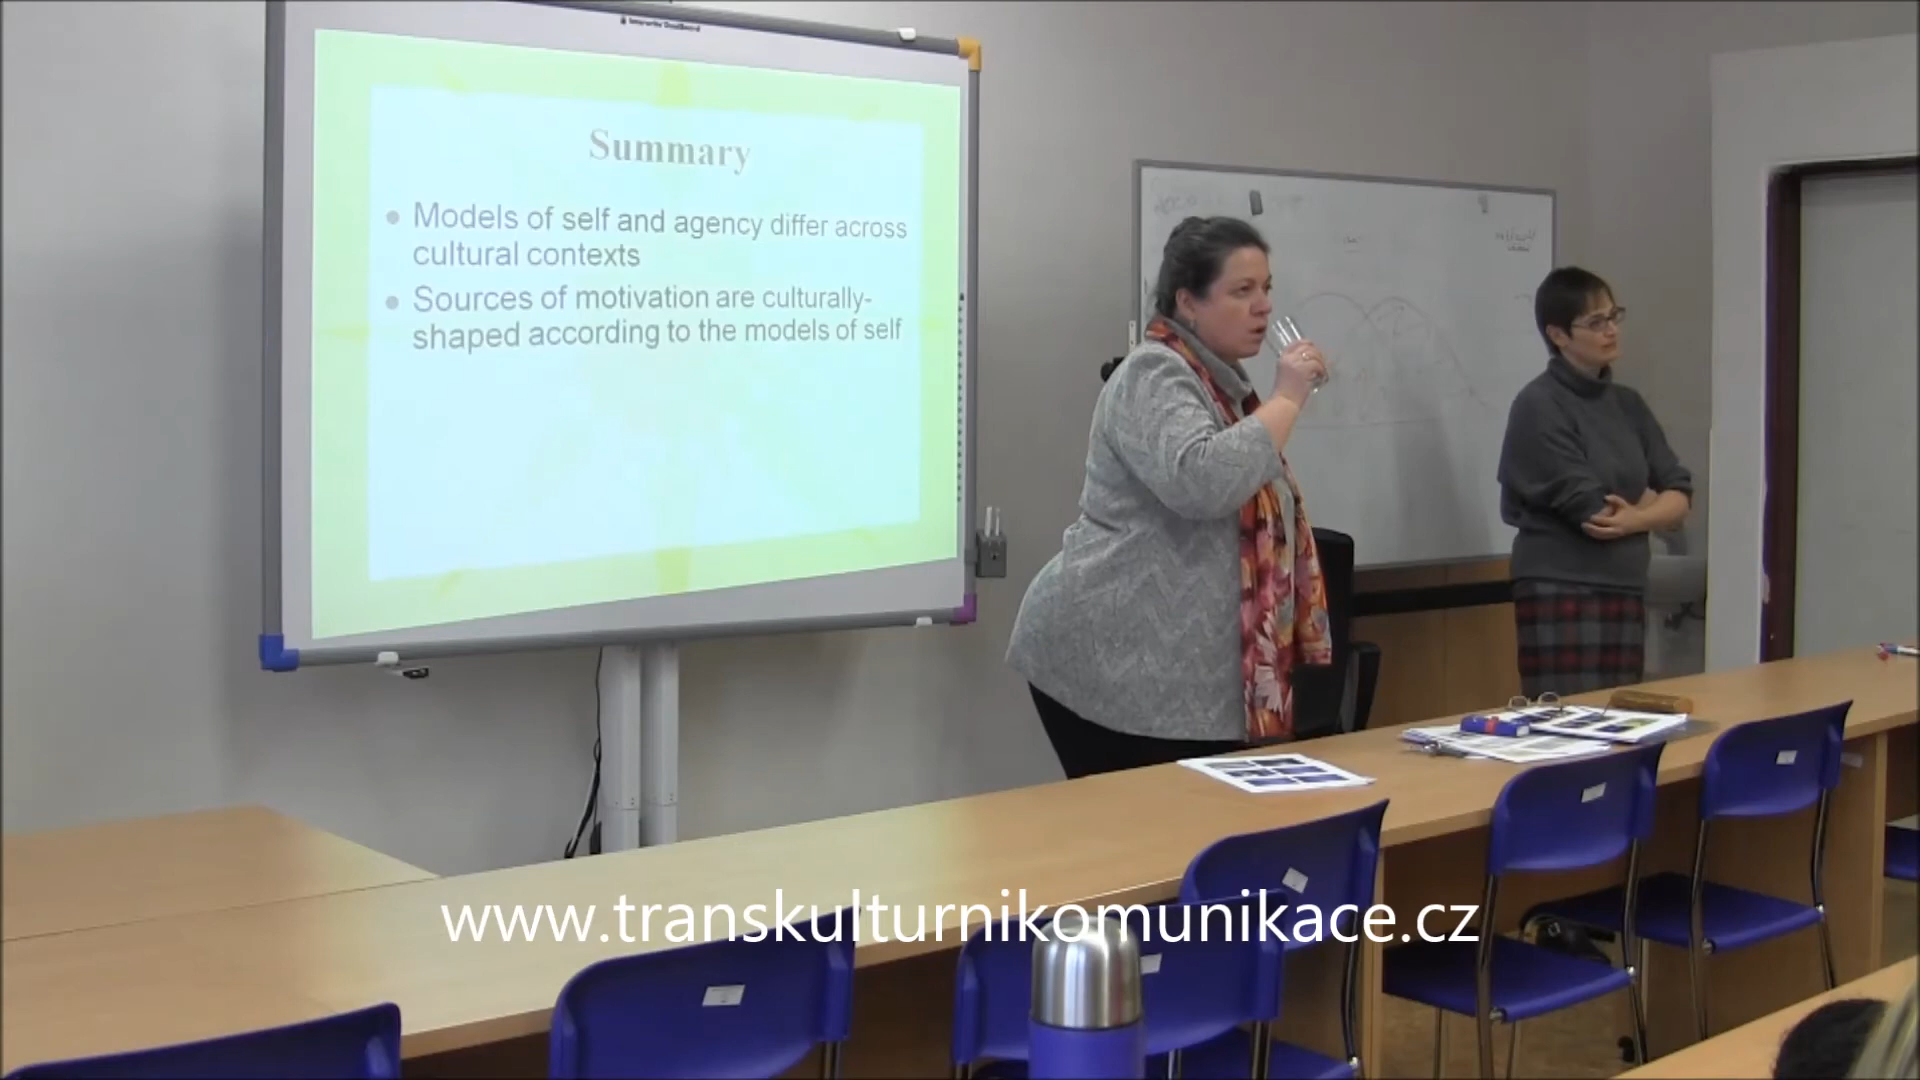 Summary
Models of self and agency differ across
cultural contexts
Sources of motivation are culturally-
shaped according to the models of self
www.transkulturnikomunikace.cz